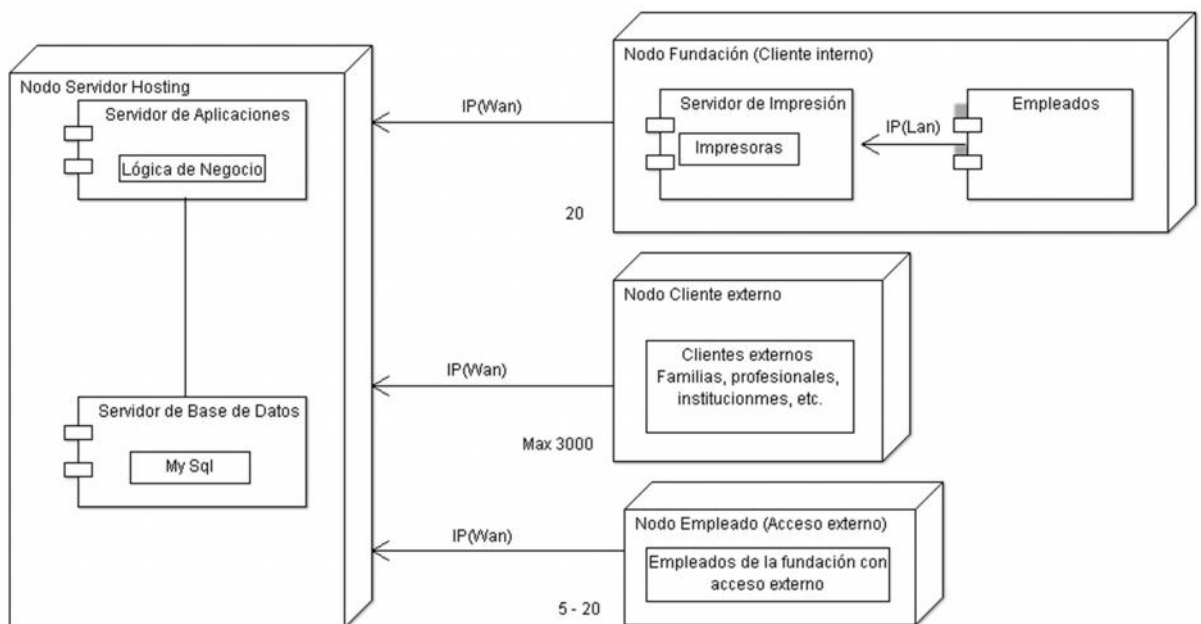 Nodo Servidor Hosting
Servidor de Aplicaciones
Lógica de Negocio
Servidor de Base de Datos
My Sql
IP(Wan)
Nodo Fundación (Cliente interno)
Servidor de Impresión
Impresoras
IP(Lan)
Empleados
20
IP(Wan)
Nodo Cliente externo
Clientes externos
Familias, profesionales,
institucionmes, etc.
Max 3000
IP(Wan)
Nodo Empleado (Acceso externo)
Empleados de la fundación con
acceso externo
5 - 20